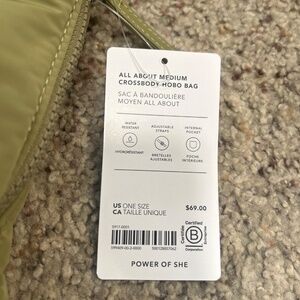 ALL ABOUT MEDIUM
CROSSBODY HOBO BAG
SAC À BANDOULIÈRE
MOYEN ALL ABOUT
WATER RESISTANT
ADJUSTABLE STRAPS
INTERNAL POCKET
HYDRORÉSISTANT
BRETELLES AJUSTABLES
POCHE INTÉRIEURE
US ONE SIZE
CA TAILLE UNIQUE
$69.00
Certified
B
Corporation
POWER OF SHE